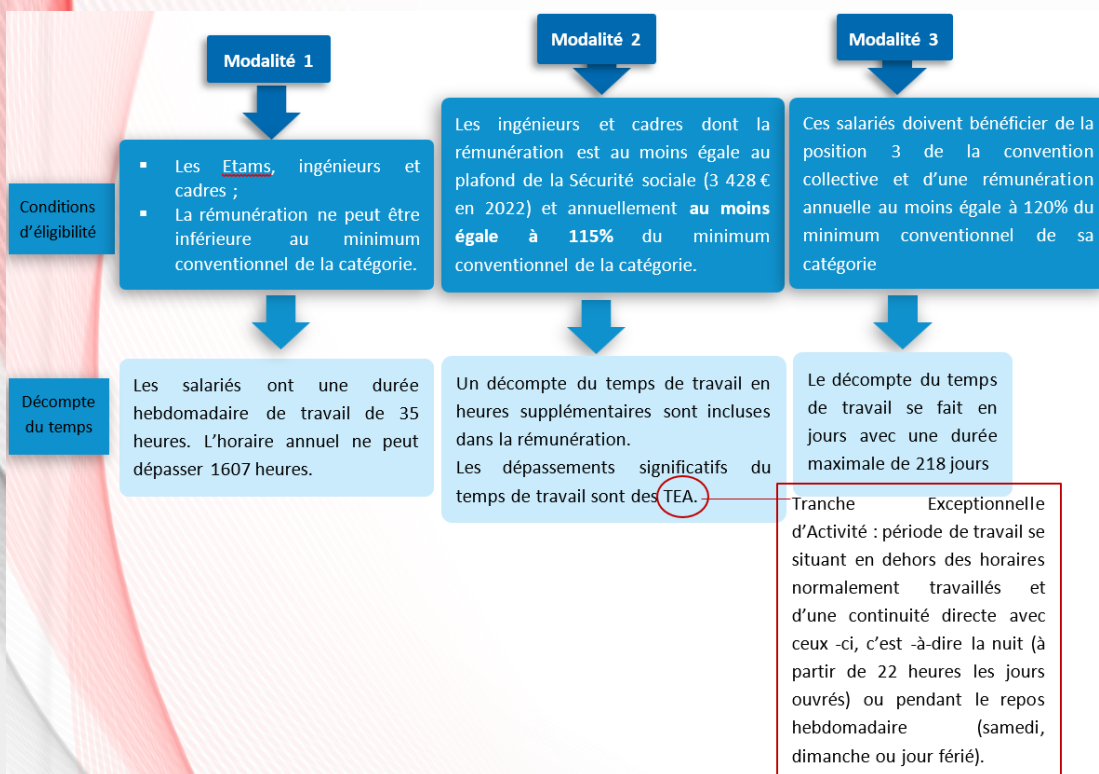 Modalité 1
Modalité 2
Modalité 3
Conditions
d'éligibilité
▪ Les Etams, ingénieurs et
cadres ;
▪ La rémunération ne peut être
inférieure au minimum
conventionnel de la catégorie.
Les ingénieurs et cadres dont la
rémunération est au moins égale au
plafond de la Sécurité sociale (3 428 €
en 2022) et annuellement au moins
égale à 115% du minimum
conventionnel de la catégorie.
Ces salariés doivent bénéficier de la
position 3 de la convention
collective et d'une rémunération
annuelle au moins égale à 120% du
minimum conventionnel de sa
catégorie
Décompte
du temps
Les salariés ont une durée
hebdomadaire de travail de 35
heures. L'horaire annuel ne peut
dépasser 1607 heures.
Un décompte du temps de travail en
heures supplémentaires sont incluses
dans la rémunération.
Les dépassements significatifs du
temps de travail sont des TEA.
Le décompte du temps
de travail se fait en
jours avec une durée
maximale de 218 jours
Tranche Exceptionnelle
d'Activité : période de travail se
situant en dehors des horaires
normalement travaillés et
d'une continuité directe avec
ceux -ci, c'est -à-dire la nuit (à
partir de 22 heures les jours
ouvrés) ou pendant le repos
hebdomadaire (samedi,
dimanche ou jour férié).